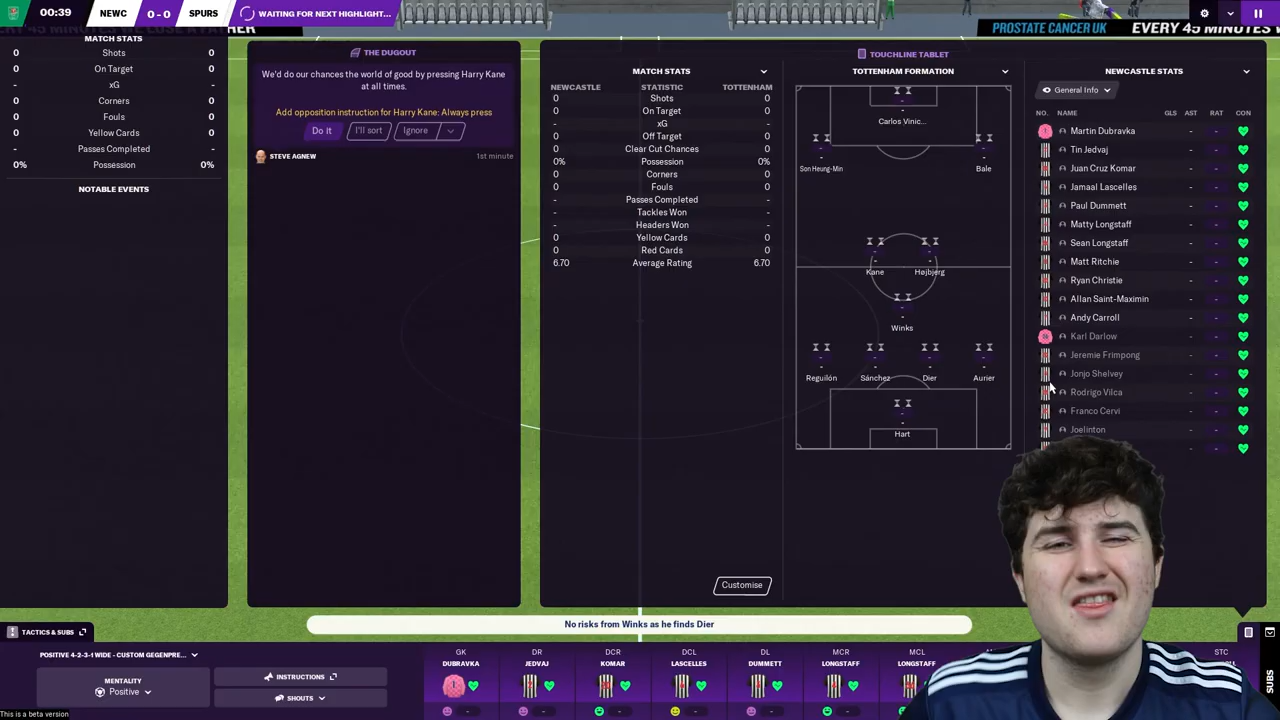 00:39 NEWC 0 - 0 SPURS WAITING FOR NEXT HIGHLIGHT...
PROSTATE CANCER UK EVERY 45 MINUTES
MATCH STATS
0 Shots 0
0 On Target 0
- xG -
0 Corners 0
0 Fouls 0
0 Yellow Cards 0
- Passes Completed -
0% Possession 0%
NOTABLE EVENTS
THE DUGOUT
We'd do our chances the world of good by pressing Harry Kane
at all times.
Add opposition instruction for Harry Kane: Always press
Do it I'll sort Ignore
STEVE AGNEW 1st minute
TOUCHLINE TABLET
MATCH STATS
NEWCASTLE STATISTIC TOTTENHAM
0 Shots 0
0 On Target 0
- xG -
0 Off Target 0
0 Clear Cut Chances 0
0% Possession 0%
0 Corners 0
0 Fouls 0
- Passes Completed -
- Tackles Won -
- Headers Won -
0 Yellow Cards 0
0 Red Cards 0
6.70 Average Rating 6.70
Customise
TOTTENHAM FORMATION
Carlos Vinic...
Son Heung-Min Bale
Kane Højbjerg
Winks
Reguilón Sánchez Dier Aurier
Hart
NEWCASTLE STATS
General Info
NO. NAME GLS AST RAT CON
Martin Dubravka - - -
Tin Jedvaj - - -
Juan Cruz Komar - - -
Jamaal Lascelles - - -
Paul Dummett - - -
Matty Longstaff - - -
Sean Longstaff - - -
Matt Ritchie - - -
Ryan Christie - - -
Allan Saint-Maximin - - -
Andy Carroll - - -
Karl Darlow - - -
Jeremie Frimpong - - -
Jonjo Shelvey - - -
Rodrigo Vilca - - -
Franco Cervi - - -
Joelinton - - -
No risks from Winks as he finds Dier
TACTICS & SUBS
POSITIVE 4-2-3-1 WIDE - CUSTOM GEGENPRE...
MENTALITY
Positive
INSTRUCTIONS
SHOUTS
GK DR DCR DCL DL MCR MCL STC
DUBRAVKA JEDVAJ KOMAR LASCELLES DUMMETT LONGSTAFF LONGSTAFF
SUBS
This is a beta version